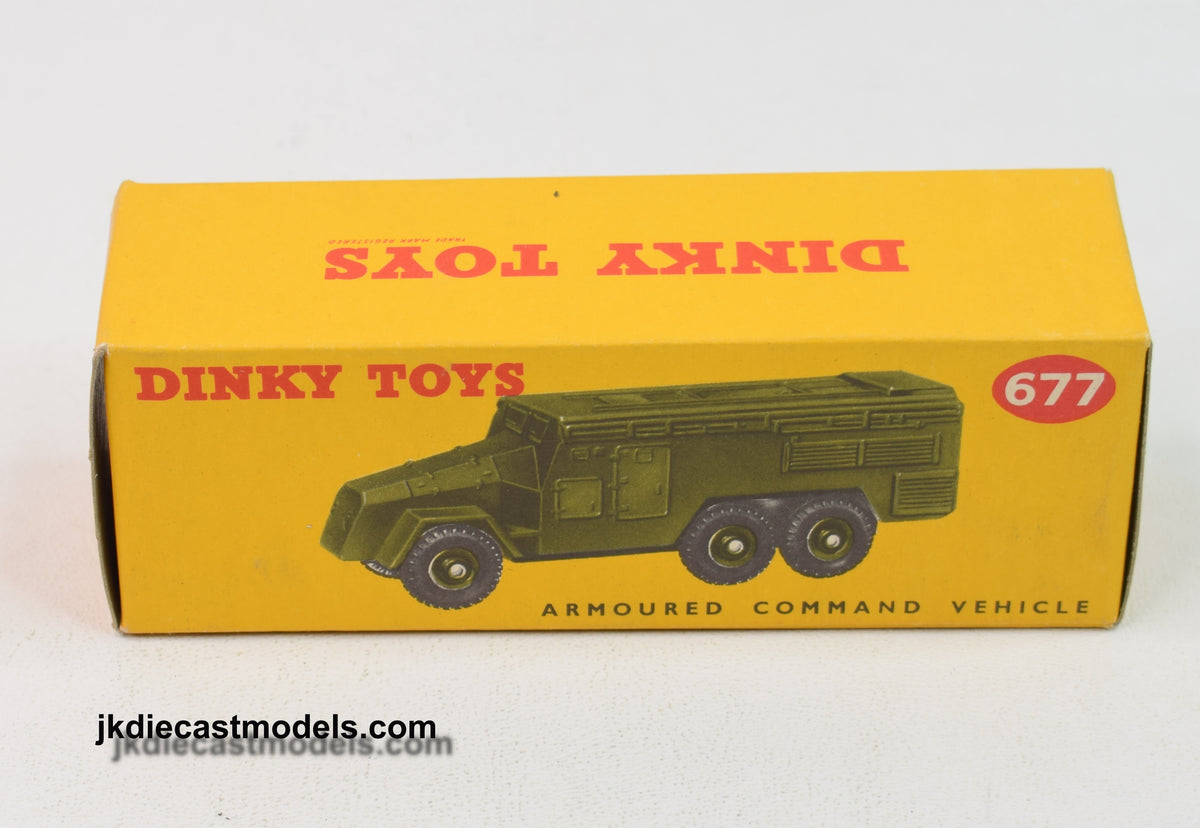 DINKY TOYS
TRADE MARK REGISTERED
DINKY TOYS
677
ARMOURED COMMAND VEHICLE
jkdiecastmodels.com
jkdiecastmodels.com